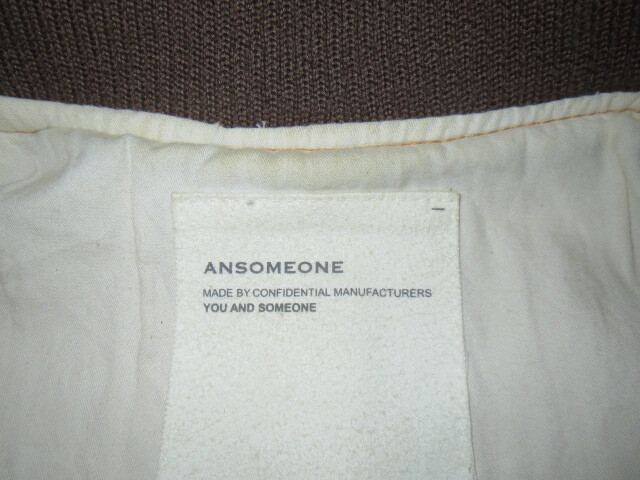 ANSOMEONE
MADE BY CONFIDENTIAL MANUFACTURERS
YOU AND SOMEONE